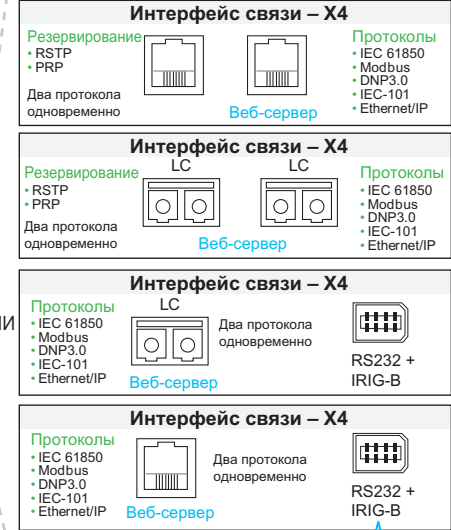 Интерфейс связи – X4
Резервирование
• RSTP
• PRP
Два протокола
одновременно
Веб-сервер
Протоколы
• IEC 61850
• Modbus
• DNP3.0
• IEC-101
• Ethernet/IP
Интерфейс связи – X4
Резервирование
• RSTP
• PRP
Два протокола
одновременно
LC
LC
Веб-сервер
Протоколы
• IEC 61850
• Modbus
• DNP3.0
• IEC-101
• Ethernet/IP
ии
Интерфейс связи – X4
Протоколы
• IEC 61850
• Modbus
• DNP3.0
• IEC-101
• Ethernet/IP
LC
Веб-сервер
Два протокола
одновременно
RS232 +
IRIG-B
Интерфейс связи – X4
Протоколы
• IEC 61850
• Modbus
• DNP3.0
• IEC-101
• Ethernet/IP
Веб-сервер
Два протокола
одновременно
RS232 +
IRIG-B